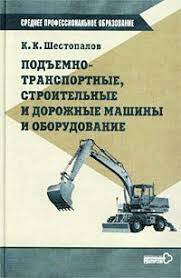 СРЕДНЕЕ ПРОФЕССИОНАЛЬНОЕ ОБРАЗОВАНИЕ
К. К. Шестопалов
ПОДЪЕМНО-
ТРАНСПОРТНЫЕ,
СТРОИТЕЛЬНЫЕ
И ДОРОЖНЫЕ МАШИНЫ
И ОБОРУДОВАНИЕ